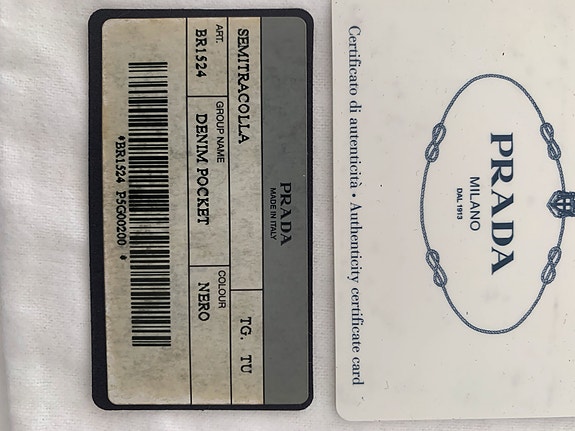 PRADA
MADE IN ITALY
SEMITRACOLLA TG. TU
ART. GROUP NAME COLOUR
BR1524 DENIM POCKET NERO
*BR1524 P5G00200 *
PRADA
MILANO
DAL 1913
Certificato di autenticità • Authenticity certificate card